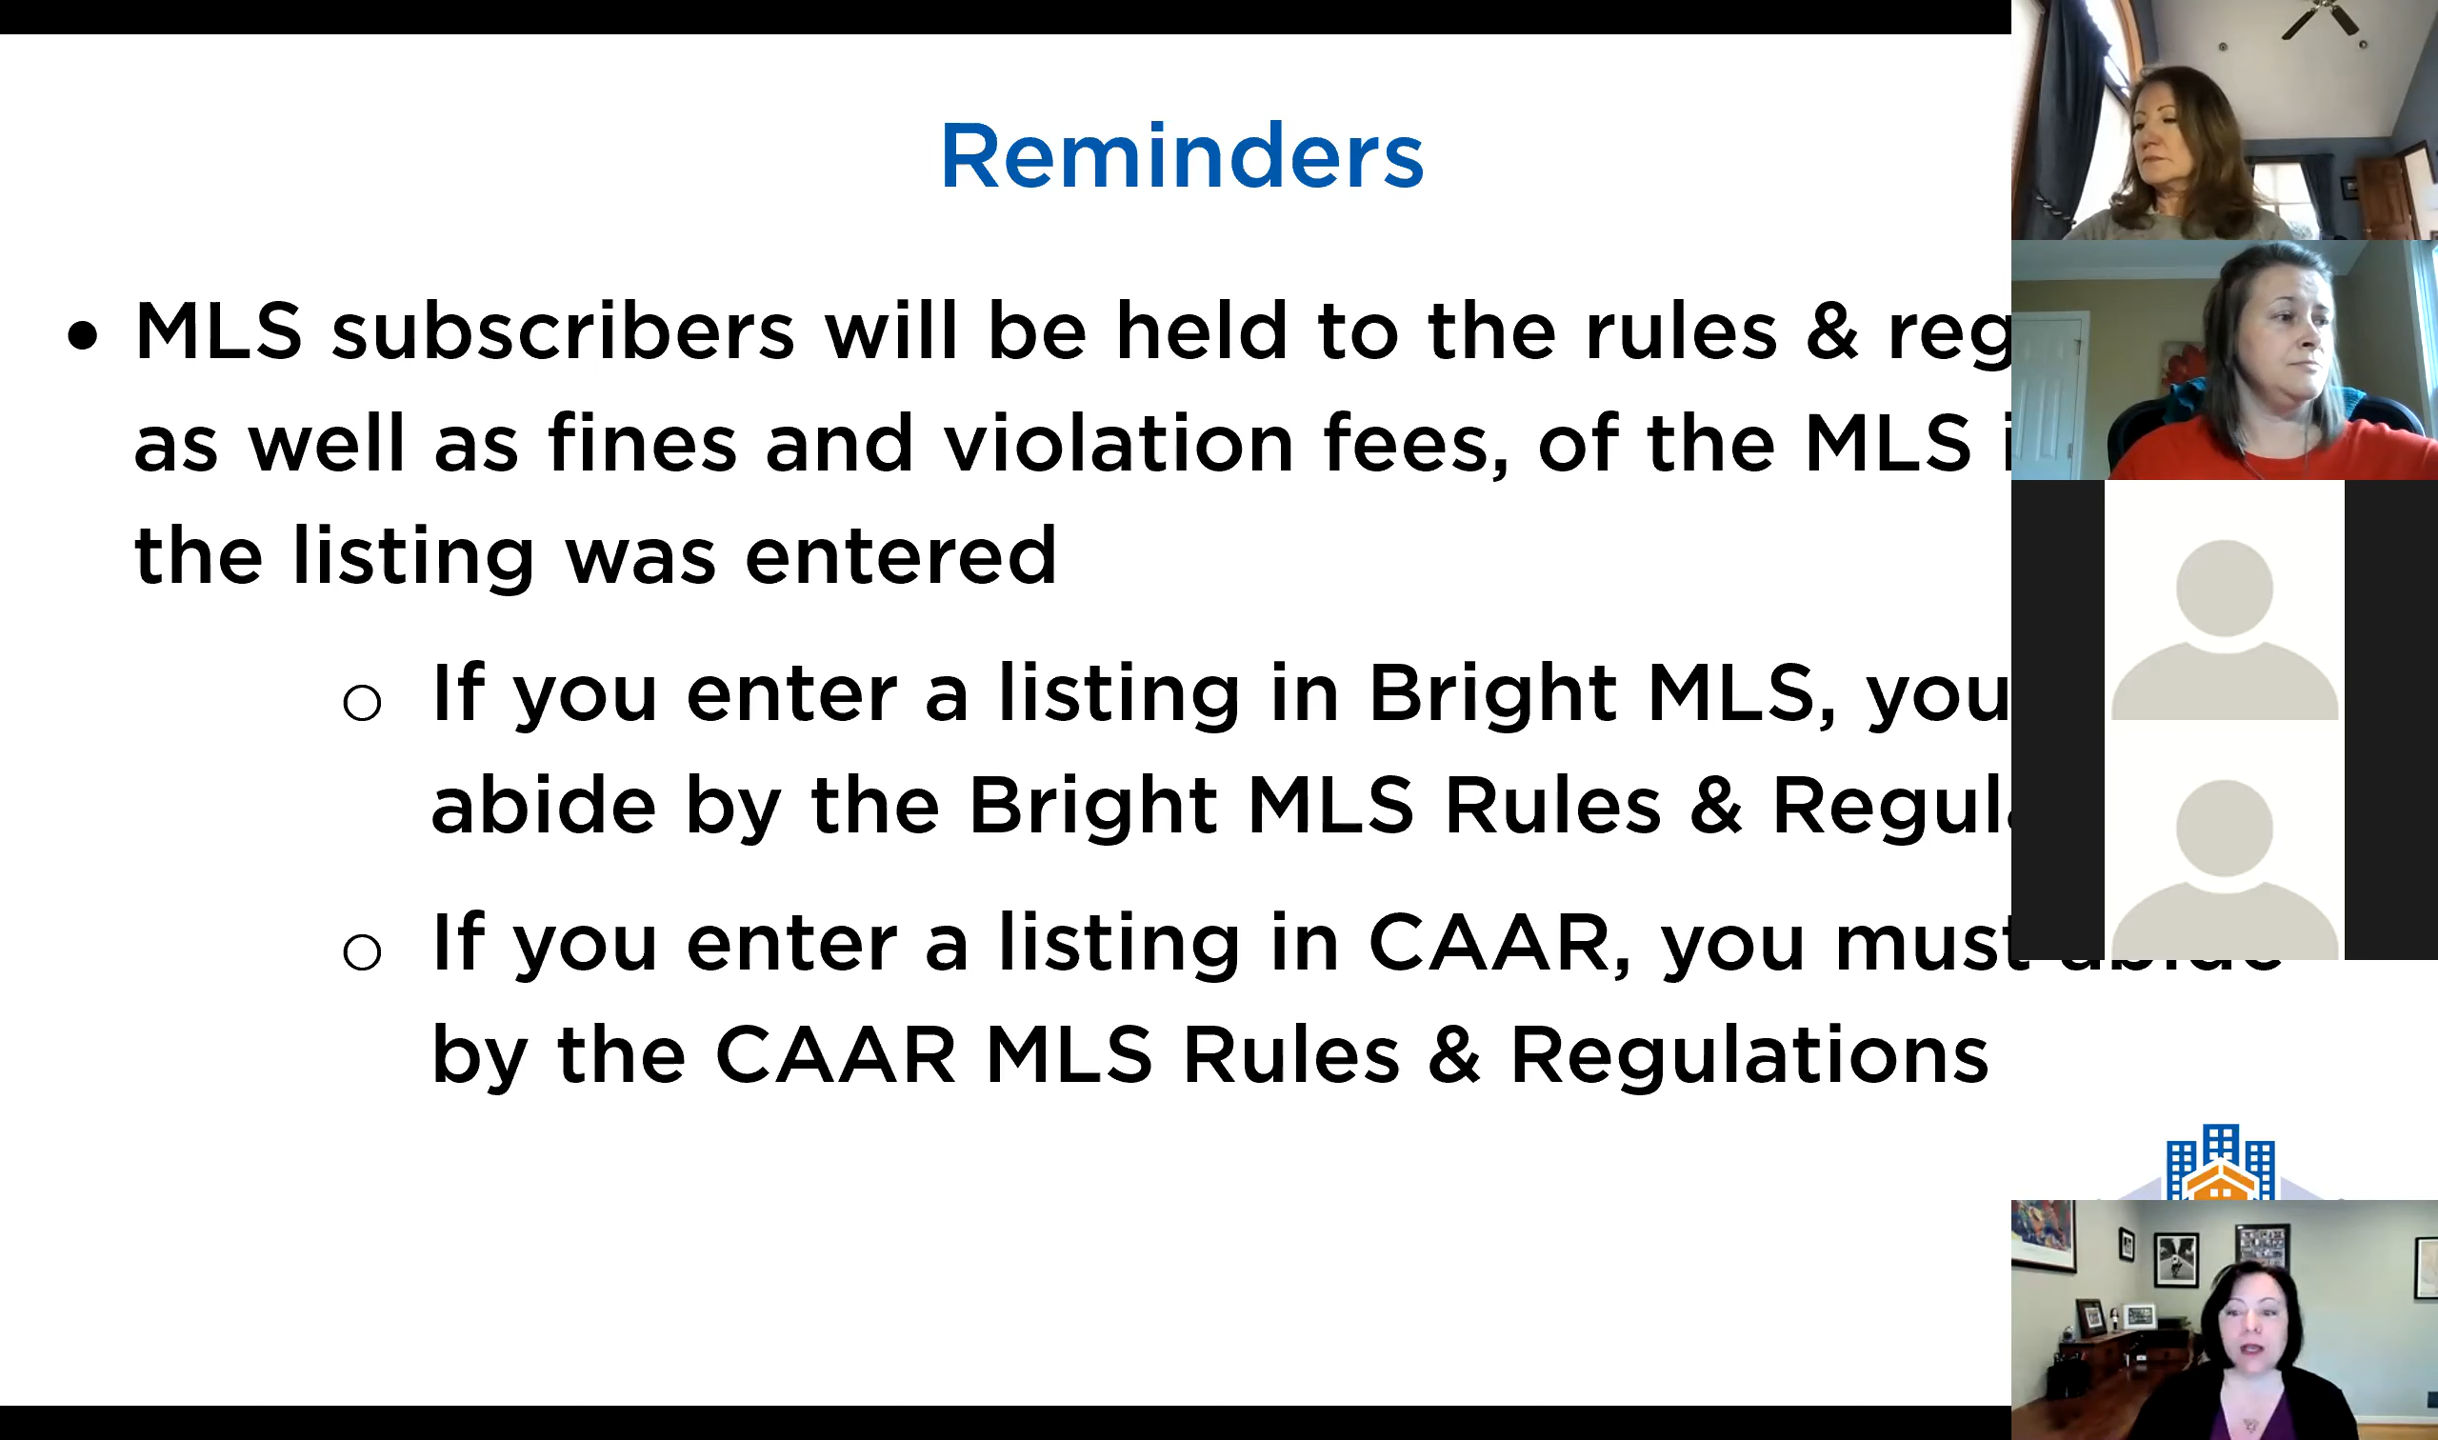 Reminders
• MLS subscribers will be held to the rules & reg
as well as fines and violation fees, of the MLS
the listing was entered
o If you enter a listing in Bright MLS, you
abide by the Bright MLS Rules & Regul
o If you enter a listing in CAAR, you must abide
by the CAAR MLS Rules & Regulations